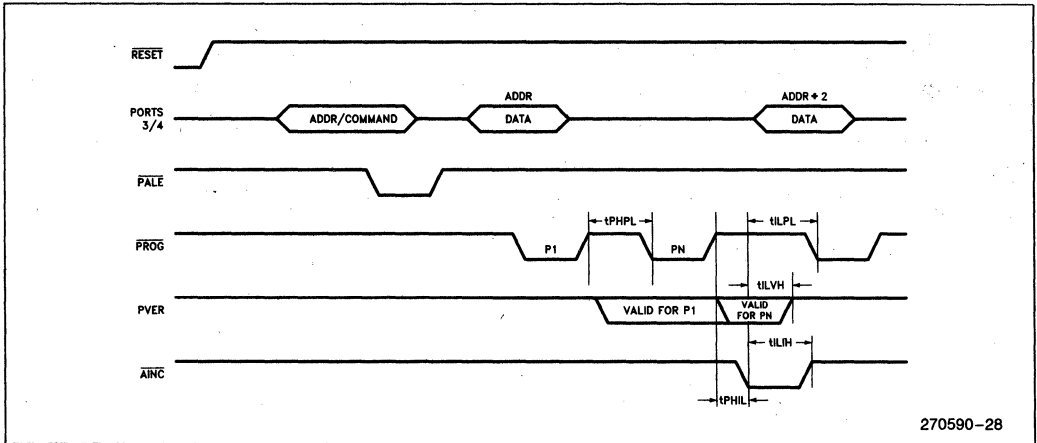 RESET
ADDR
ADDR + 2
PORTS
3/4
ADDR/COMMAND
DATA
DATA
PALE
tPHPL
tILPL
PROG
P1
PN
tILVH
PVER
VALID FOR P1
VALID
FOR PN
tILIH
AINC
tPHIL
270590-28